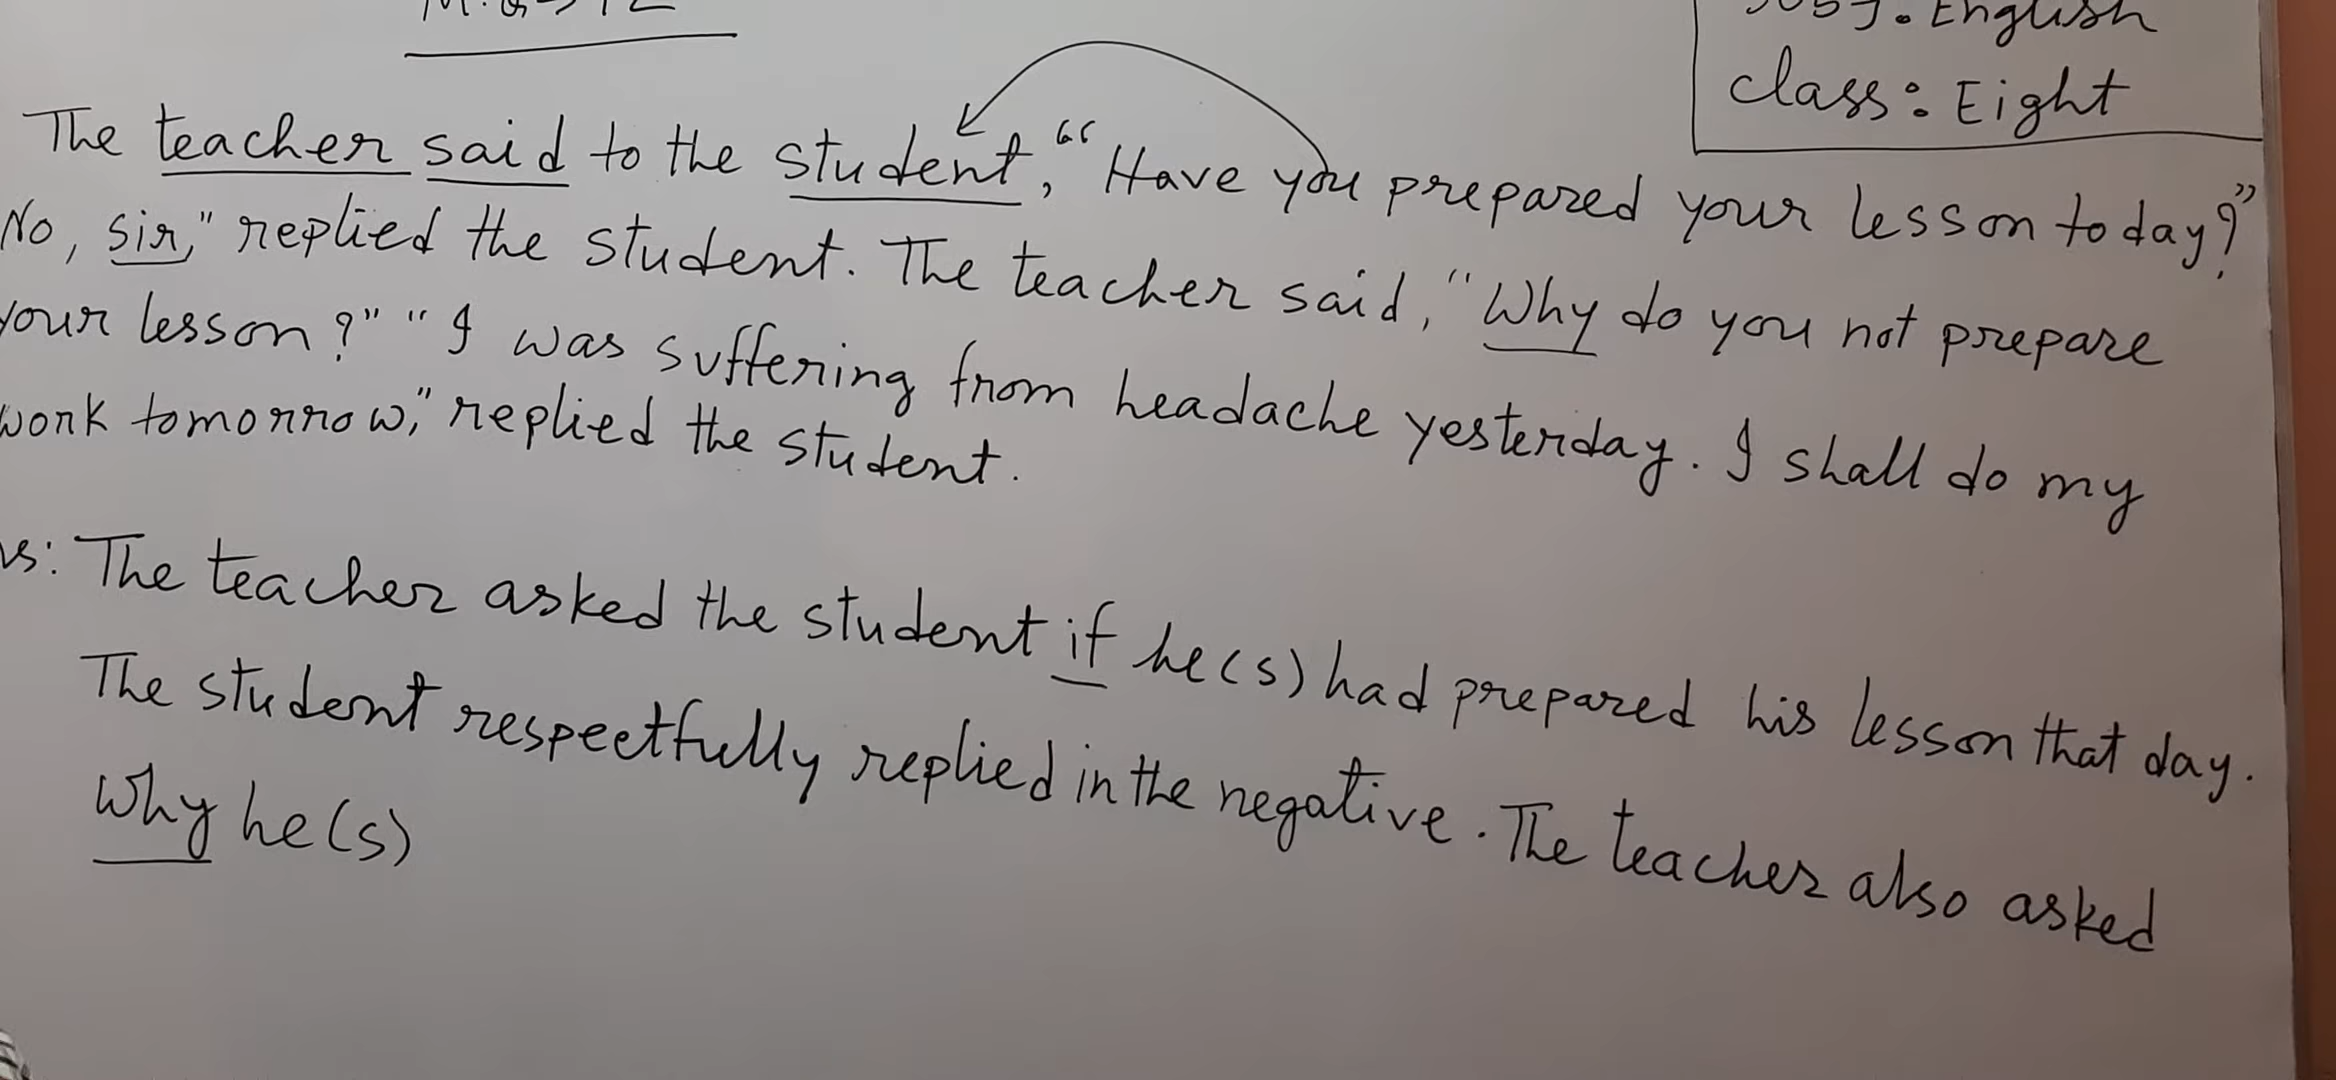 Subj. English
class: Eight
The teacher said to the student, "Have you prepared your lesson today?"
No, sir," replied the student. The teacher said, "Why do you not prepare
your lesson?" "I was suffering from headache yesterday. I shall do my
work tomorrow," replied the student.
The teacher asked the student if he(s) had prepared his lesson that day.
The student respectfully replied in the negative. The teacher also asked
Why he(s)